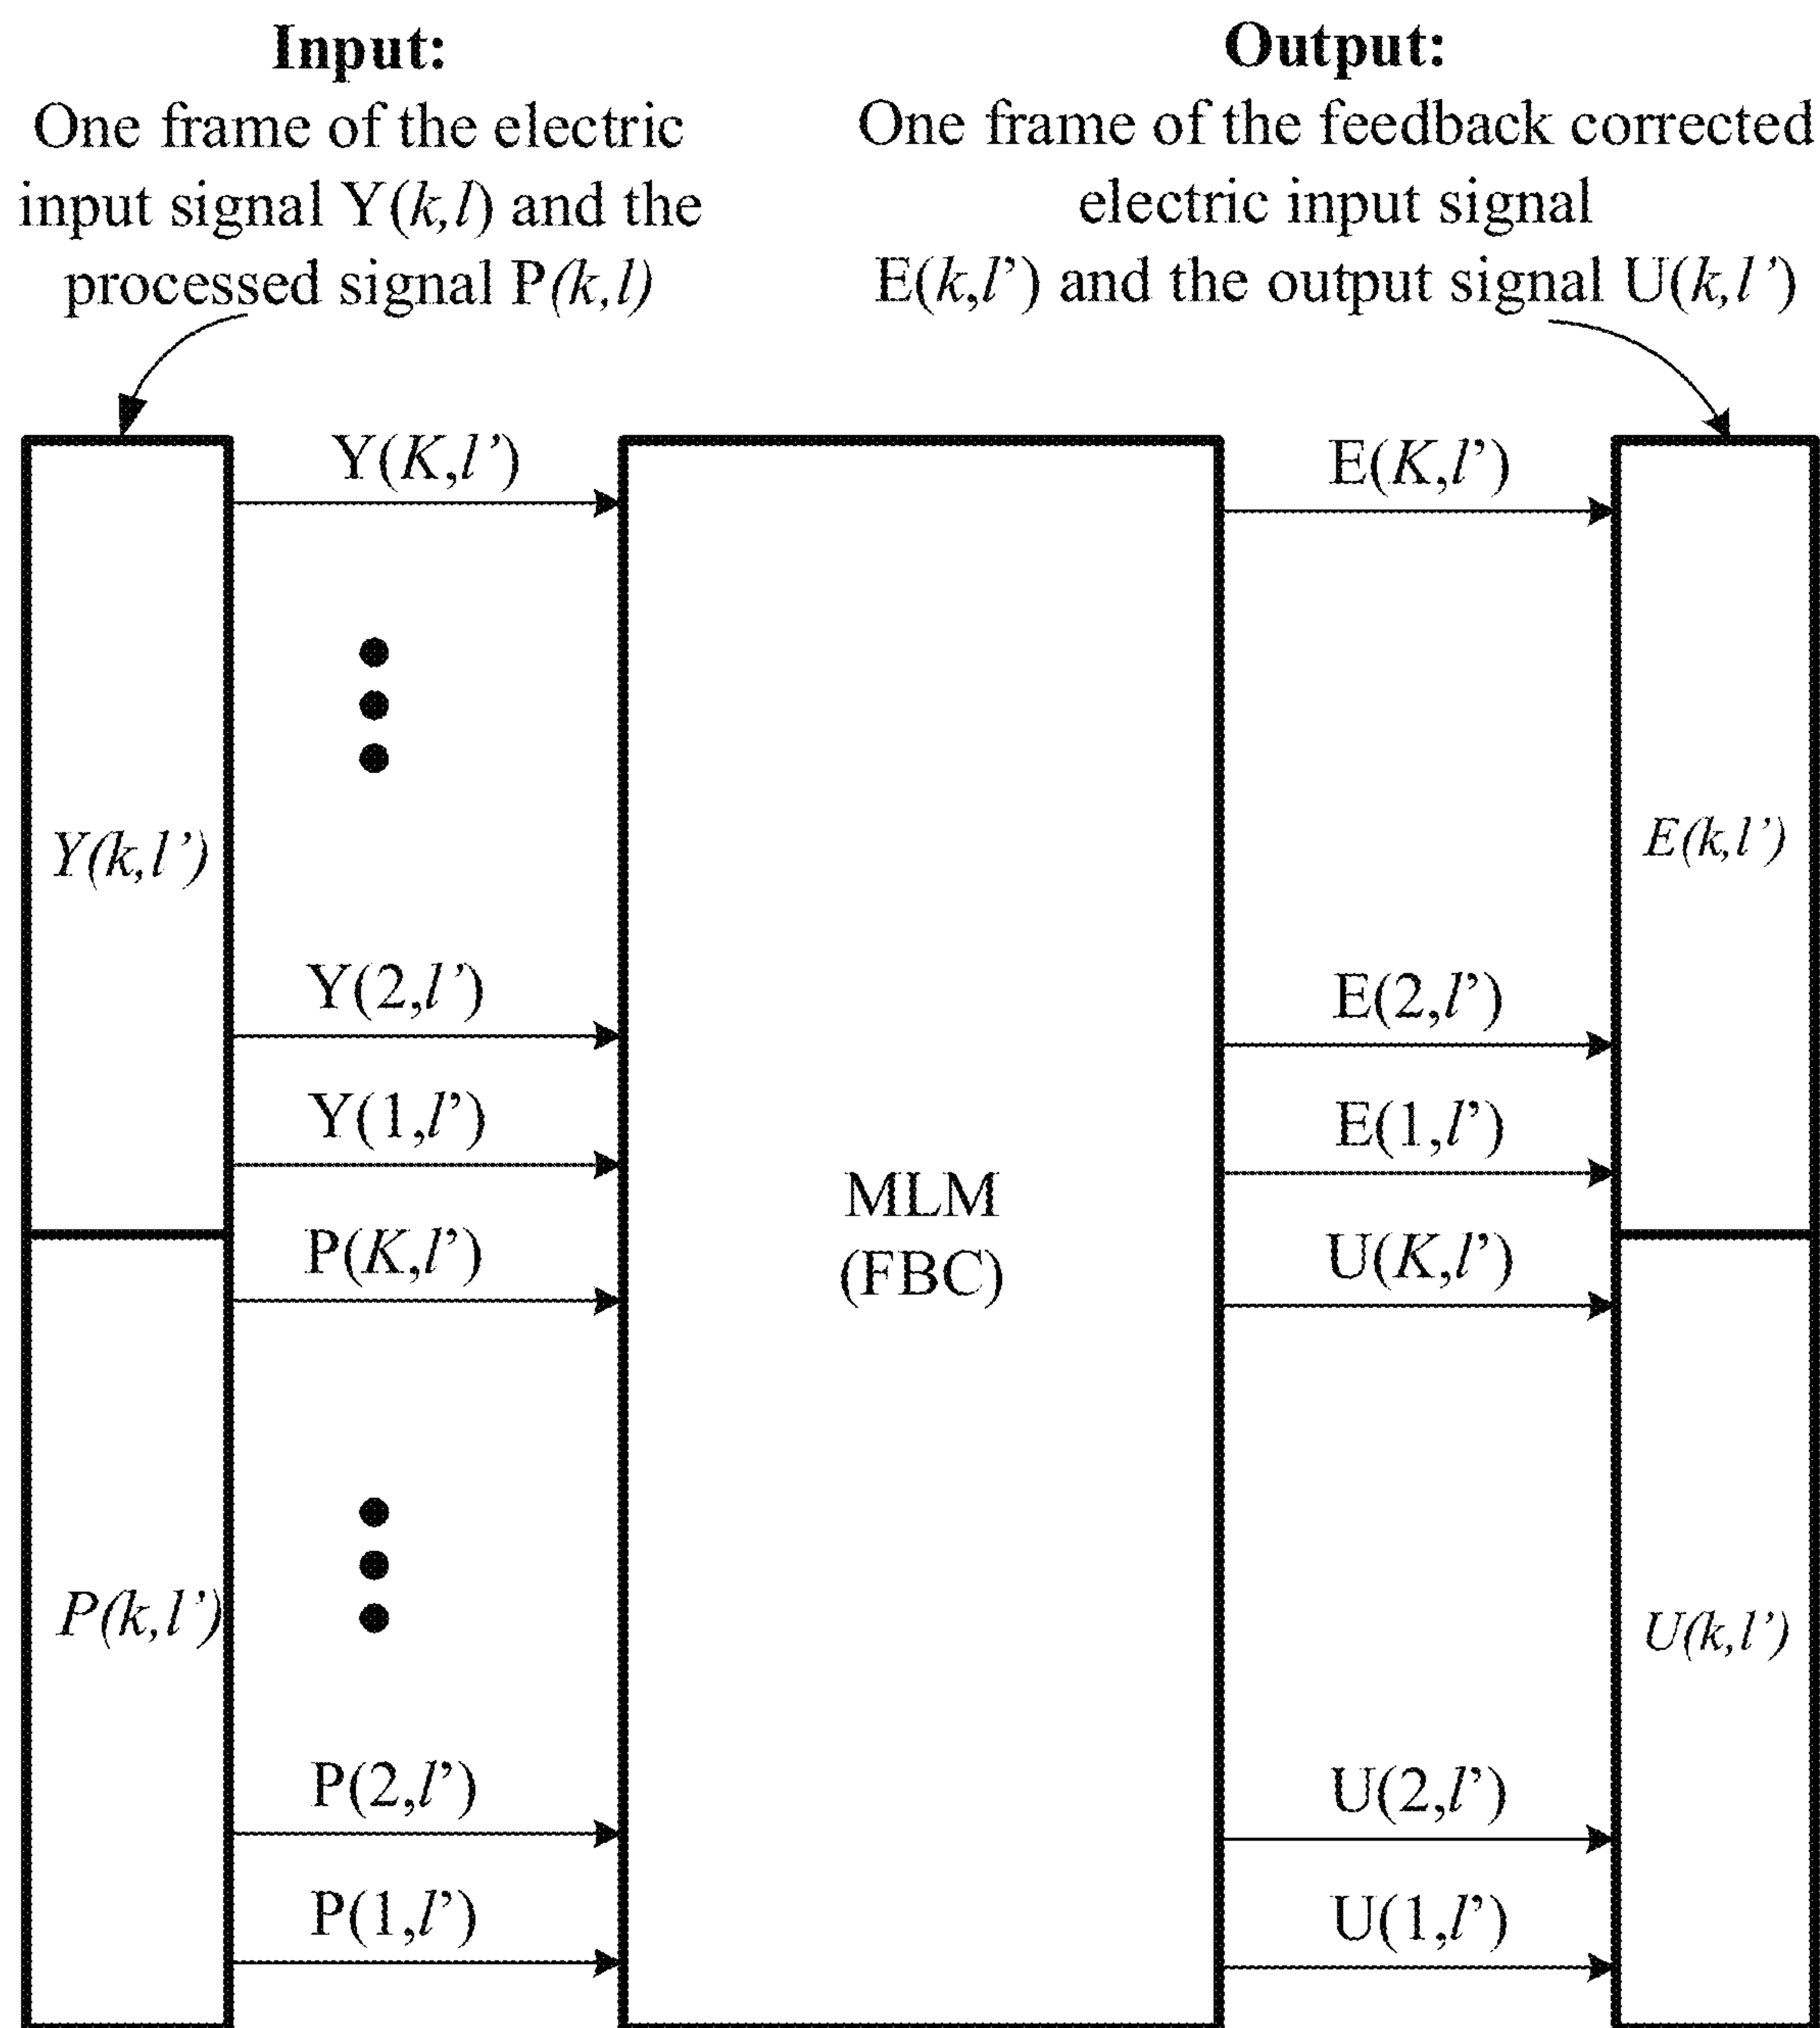 Input:
One frame of the electric
input signal Y(k,l) and the
processed signal P(k,l)
Output:
One frame of the feedback corrected
electric input signal
E(k,l’) and the output signal U(k,l’)
Y(K,l’)
E(K,l’)
Y(k,l’)
E(k,l’)
Y(2,l’)
E(2,l’)
Y(1,l’)
E(1,l’)
MLM
(FBC)
P(K,l’)
U(K,l’)
P(k,l’)
U(k,l’)
P(2,l’)
U(2,l’)
P(1,l’)
U(1,l’)